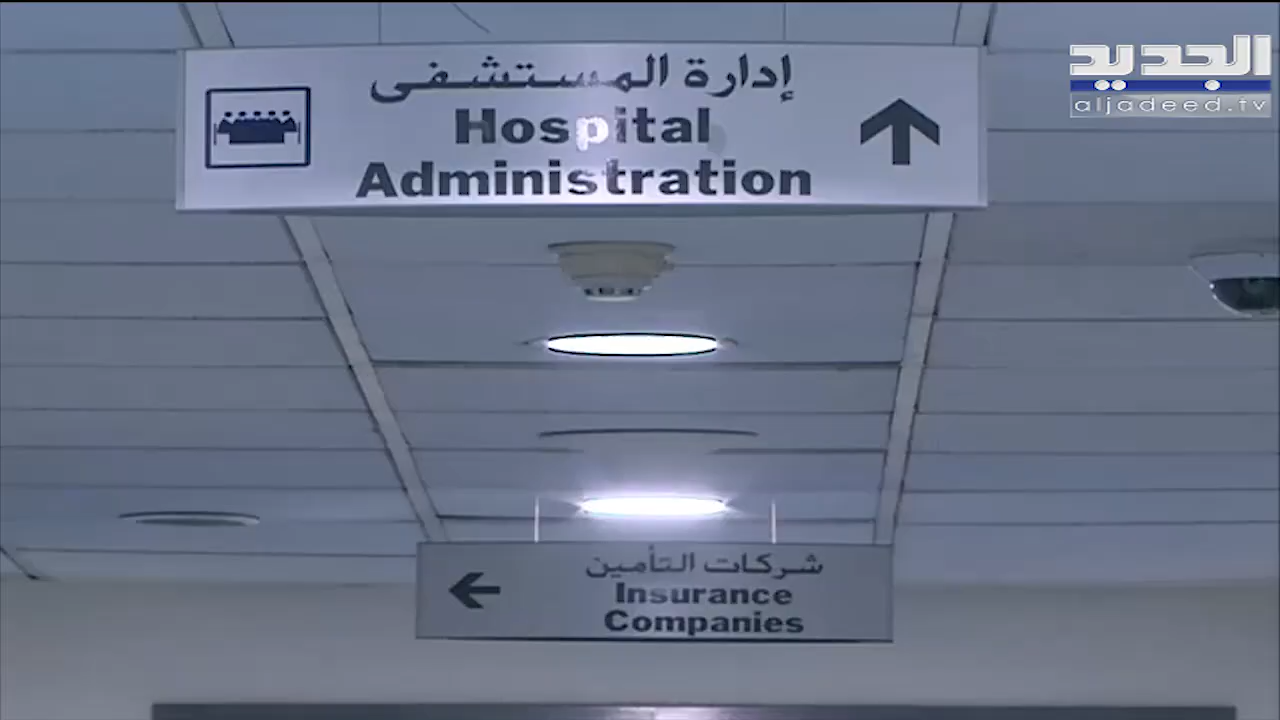 الجديد
aljadeed.tv
إدارة المستشفى
Hospital
Administration
شركات التأمين
Insurance
Companies